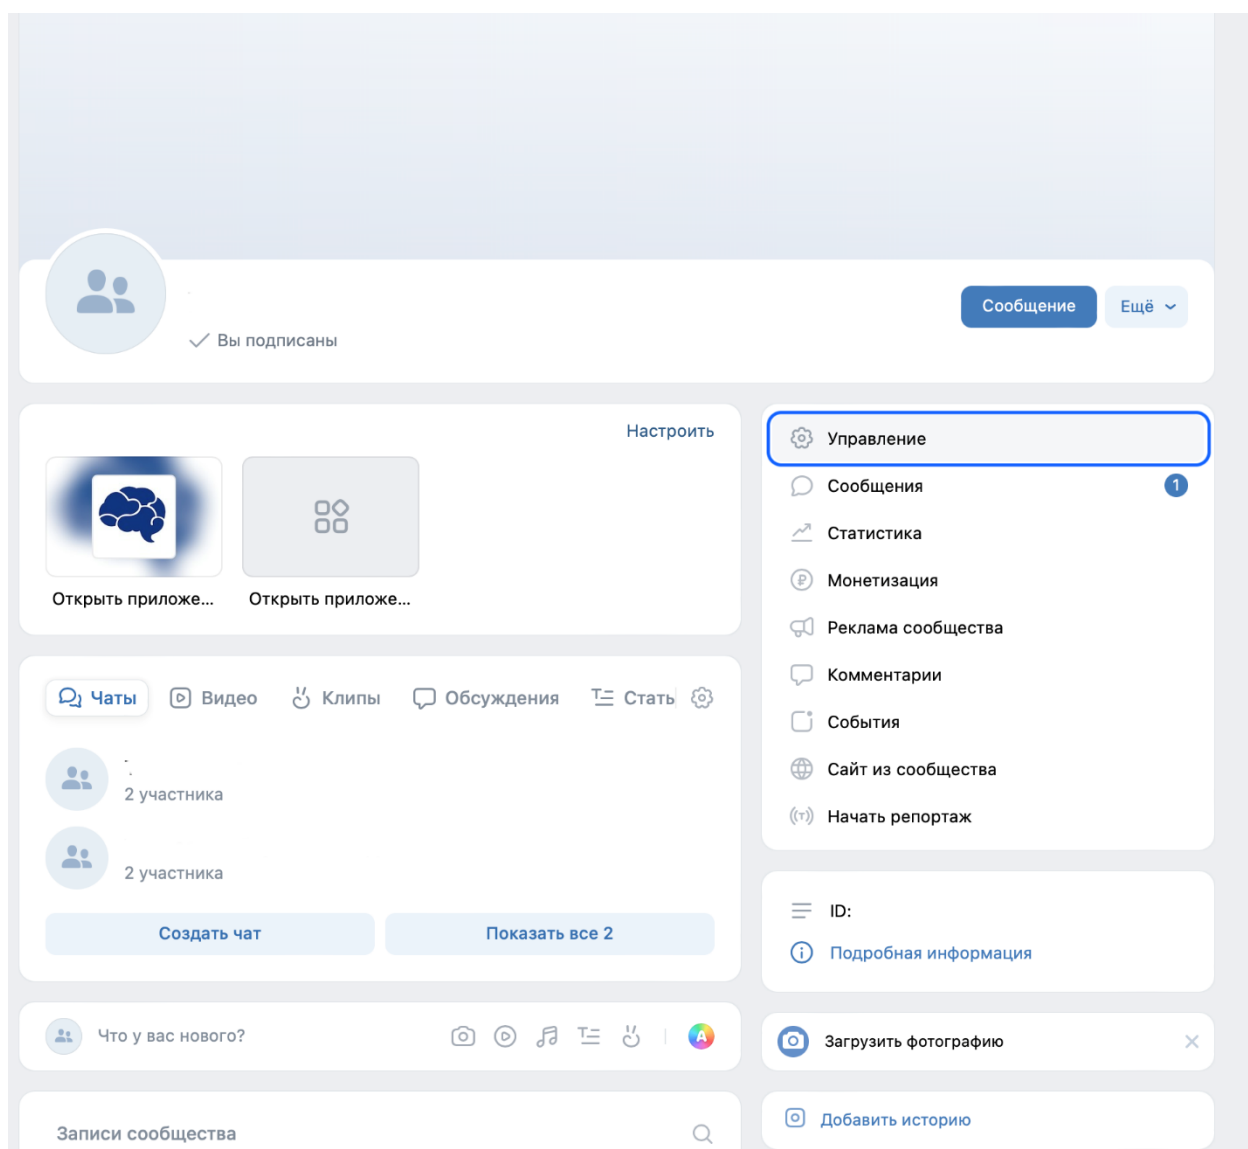 Вы подписаны
Сообщение
Ещё
Настроить
Открыть приложе...
Открыть приложе...
Чаты
Видео
Клипы
Обсуждения
Стать
2 участника
2 участника
Создать чат
Показать все 2
Что у вас нового?
Записи сообщества
Управление
Сообщения 1
Статистика
Монетизация
Реклама сообщества
Комментарии
События
Сайт из сообщества
Начать репортаж
ID:
Подробная информация
Загрузить фотографию
Добавить историю